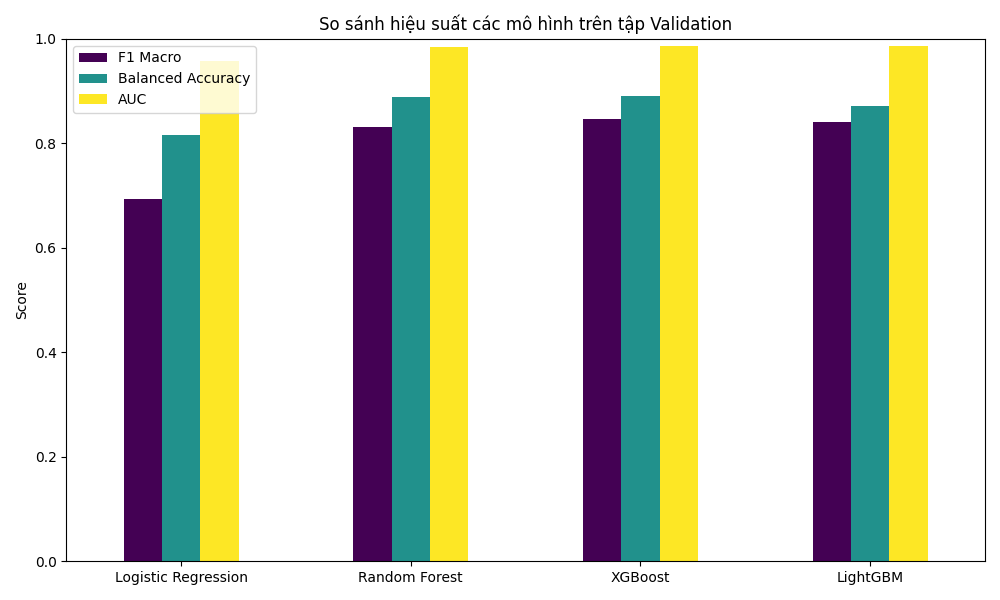 So sánh hiệu suất các mô hình trên tập Validation
F1 Macro
Balanced Accuracy
AUC
Score
1.0
0.8
0.6
0.4
0.2
0.0
Logistic Regression
Random Forest
XGBoost
LightGBM